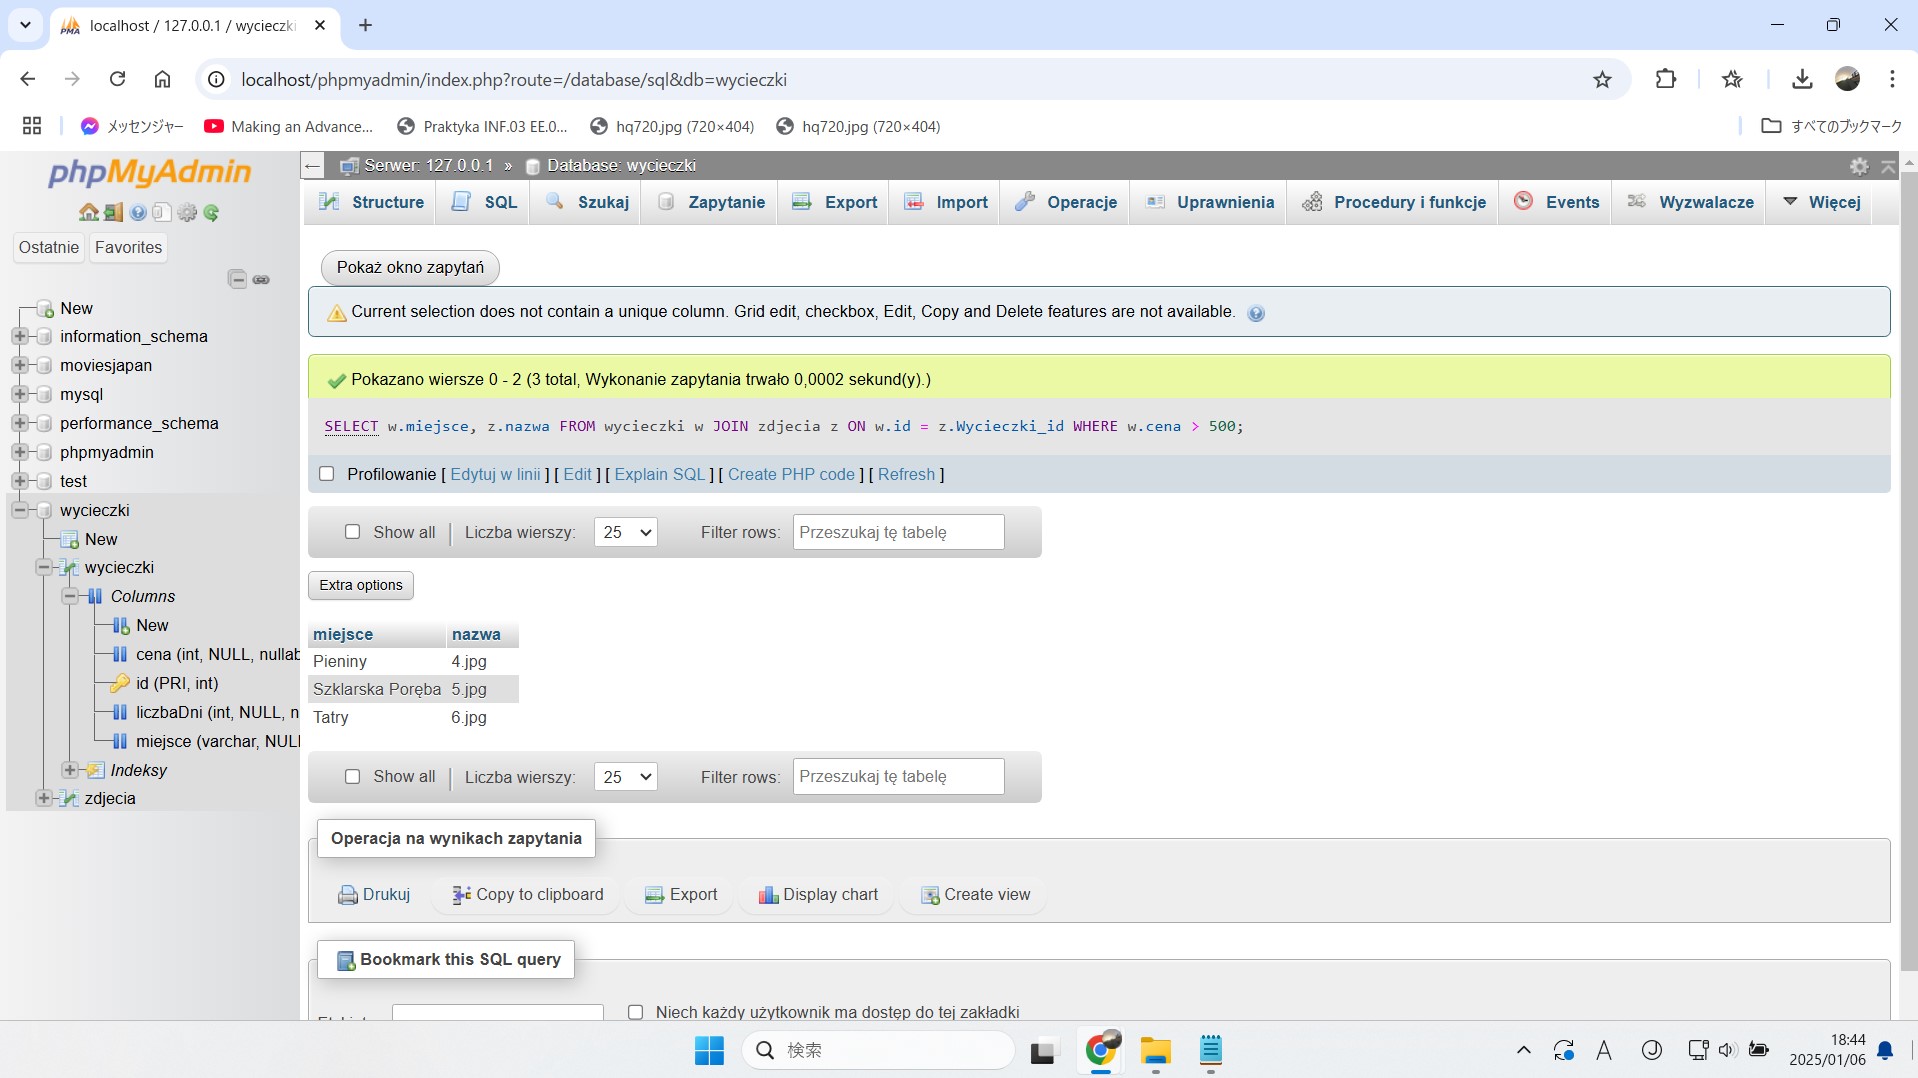 PMA localhost / 127.0.0.1 / wycieczki
localhost/phpmyadmin/index.php?route=/database/sql&db=wycieczki
メッセンジャー Making an Advance... Praktyka INF.03 EE.0... hq720.jpg (720×404) hq720.jpg (720×404) すべてのブックマーク
phpMyAdmin
Ostatnie Favorites
New
information_schema
moviesjapan
mysql
performance_schema
phpmyadmin
test
wycieczki
New
wycieczki
Columns
New
cena (int, NULL, nullab
id (PRI, int)
liczbaDni (int, NULL, n
miejsce (varchar, NULL
Indeksy
zdjecia
Serwer: 127.0.0.1 » Database: wycieczki
Structure SQL Szukaj Zapytanie Export Import Operacje Uprawnienia Procedury i funkcje Events Wyzwalacze Więcej
Pokaż okno zapytań
Current selection does not contain a unique column. Grid edit, checkbox, Edit, Copy and Delete features are not available.
Pokazano wiersze 0 - 2 (3 total, Wykonanie zapytania trwało 0,0002 sekund(y).)
SELECT w.miejsce, z.nazwa FROM wycieczki w JOIN zdjecia z ON w.id = z.Wycieczki_id WHERE w.cena > 500;
Profilowanie [ Edytuj w linii ] [ Edit ] [ Explain SQL ] [ Create PHP code ] [ Refresh ]
Show all | Liczba wierszy: 25 Filter rows: Przeszukaj tę tabelę
Extra options
miejsce nazwa
Pieniny 4.jpg
Szklarska Poręba 5.jpg
Tatry 6.jpg
Show all | Liczba wierszy: 25 Filter rows: Przeszukaj tę tabelę
Operacja na wynikach zapytania
Drukuj Copy to clipboard Export Display chart Create view
Bookmark this SQL query
Niech każdy użytkownik ma dostęp do tej zakładki
検索
A J 18:44
2025/01/06